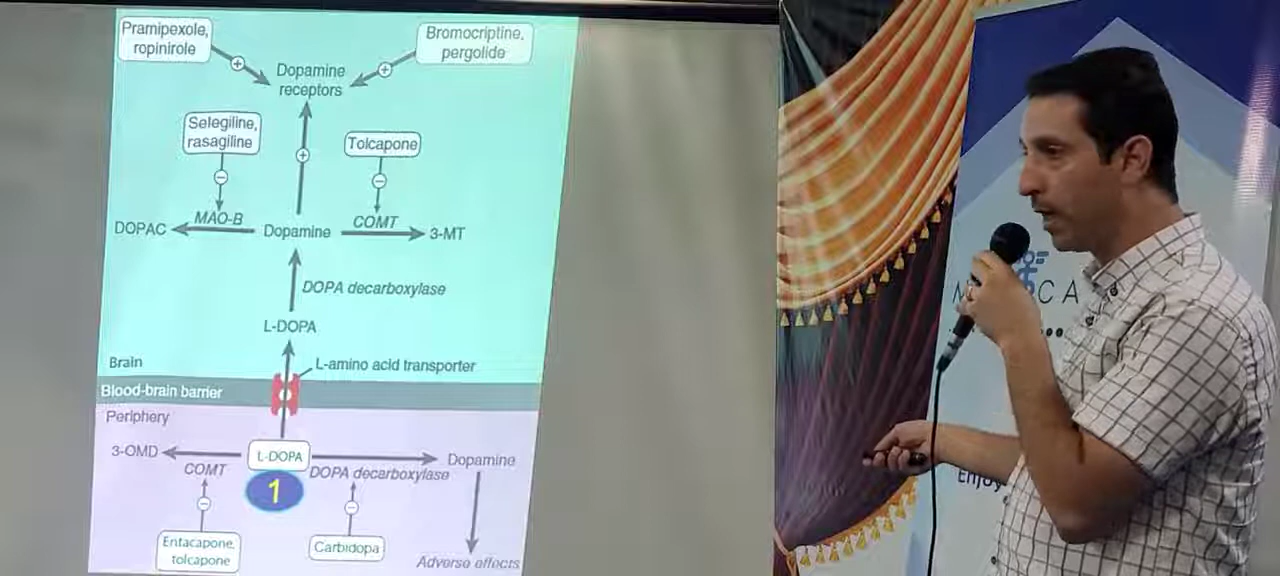 Pramipexole,
ropinirole
Bromocriptine,
pergolide
Dopamine
receptors
Selegiline,
rasagiline
Tolcapone
DOPAC
MAO-B
Dopamine
COMT
3-MT
DOPA decarboxylase
L-DOPA
Brain
L-amino acid transporter
Blood-brain barrier
Periphery
3-OMD
COMT
L-DOPA
DOPA decarboxylase
Dopamine
1
Entacapone,
tolcapone
Carbidopa
Adverse effects
Enjoy